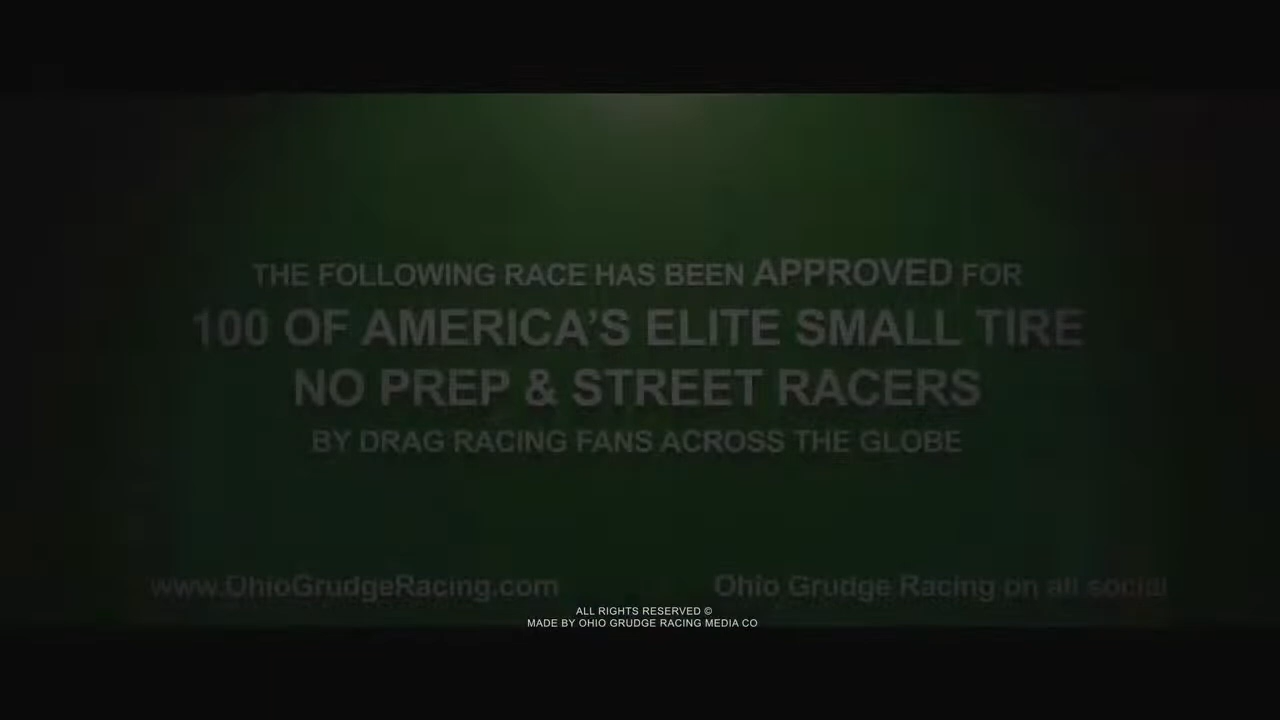 THE FOLLOWING RACE HAS BEEN APPROVED FOR
100 OF AMERICA'S ELITE SMALL TIRE
NO PREP & STREET RACERS
BY DRAG RACING FANS ACROSS THE GLOBE
www.OhioGrudgeRacing.com Ohio Grudge Racing on all social
ALL RIGHTS RESERVED ©
MADE BY OHIO GRUDGE RACING MEDIA CO